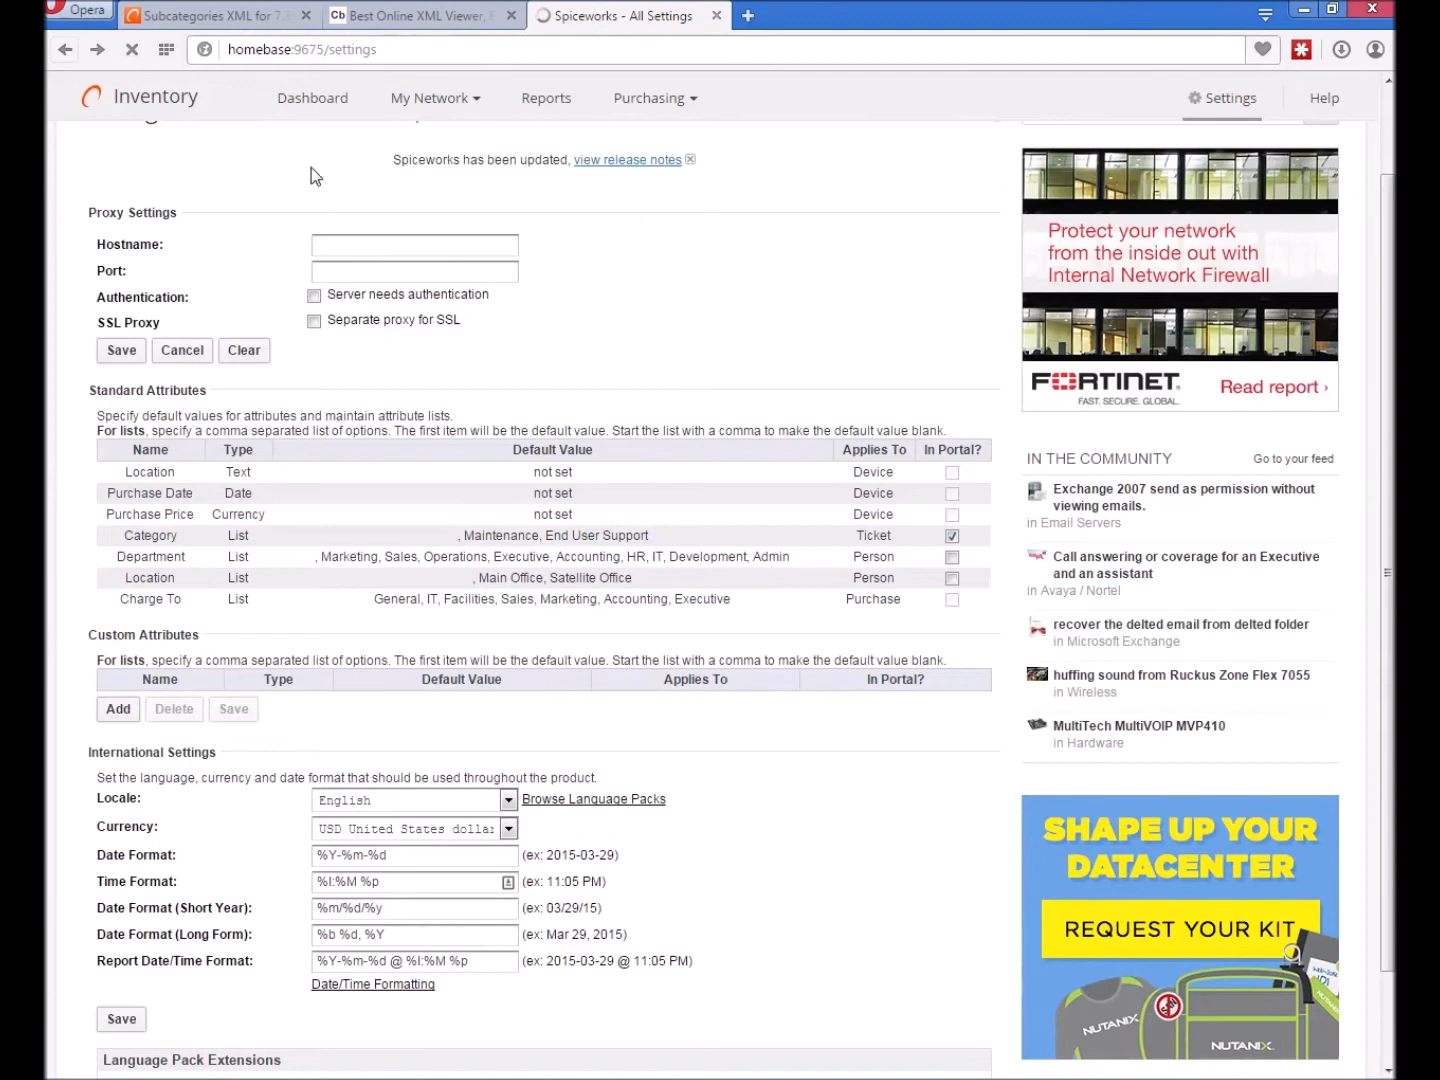 Opera
Subcategories XML for 7.
Cb Best Online XML Viewer,
Spiceworks - All Settings
homebase:9675/settings
Inventory
Dashboard
My Network
Reports
Purchasing
Settings
Help
Spiceworks has been updated, view release notes
Proxy Settings
Hostname:
Port:
Authentication:
Server needs authentication
SSL Proxy
Separate proxy for SSL
Save Cancel Clear
Standard Attributes
Specify default values for attributes and maintain attribute lists.
For lists, specify a comma separated list of options. The first item will be the default value. Start the list with a comma to make the default value blank.
Name Type Default Value Applies To In Portal?
Location Text not set Device
Purchase Date Date not set Device
Purchase Price Currency not set Device
Category List , Maintenance, End User Support Ticket
Department List , Marketing, Sales, Operations, Executive, Accounting, HR, IT, Development, Admin Person
Location List , Main Office, Satellite Office Person
Charge To List General, IT, Facilities, Sales, Marketing, Accounting, Executive Purchase
Custom Attributes
For lists, specify a comma separated list of options. The first item will be the default value. Start the list with a comma to make the default value blank.
Name Type Default Value Applies To In Portal?
Add Delete Save
International Settings
Set the language, currency and date format that should be used throughout the product.
Locale: English Browse Language Packs
Currency: USD United States dollar
Date Format: %Y-%m-%d (ex: 2015-03-29)
Time Format: %I:%M %p (ex: 11:05 PM)
Date Format (Short Year): %m/%d/%y (ex: 03/29/15)
Date Format (Long Form): %b %d, %Y (ex: Mar 29, 2015)
Report Date/Time Format: %Y-%m-%d @ %I:%M %p (ex: 2015-03-29 @ 11:05 PM)
Date/Time Formatting
Save
Language Pack Extensions
Protect your network
from the inside out with
Internal Network Firewall
FORTINET
FAST. SECURE. GLOBAL.
Read report ›
IN THE COMMUNITY
Go to your feed
Exchange 2007 send as permission without
viewing emails.
in Email Servers
Call answering or coverage for an Executive
and an assistant
in Avaya / Nortel
recover the delted email from delted folder
in Microsoft Exchange
huffing sound from Ruckus Zone Flex 7055
in Wireless
MultiTech MultiVOIP MVP410
in Hardware
SHAPE UP YOUR
DATACENTER
REQUEST YOUR KIT
NUTANIX
NUTANIX